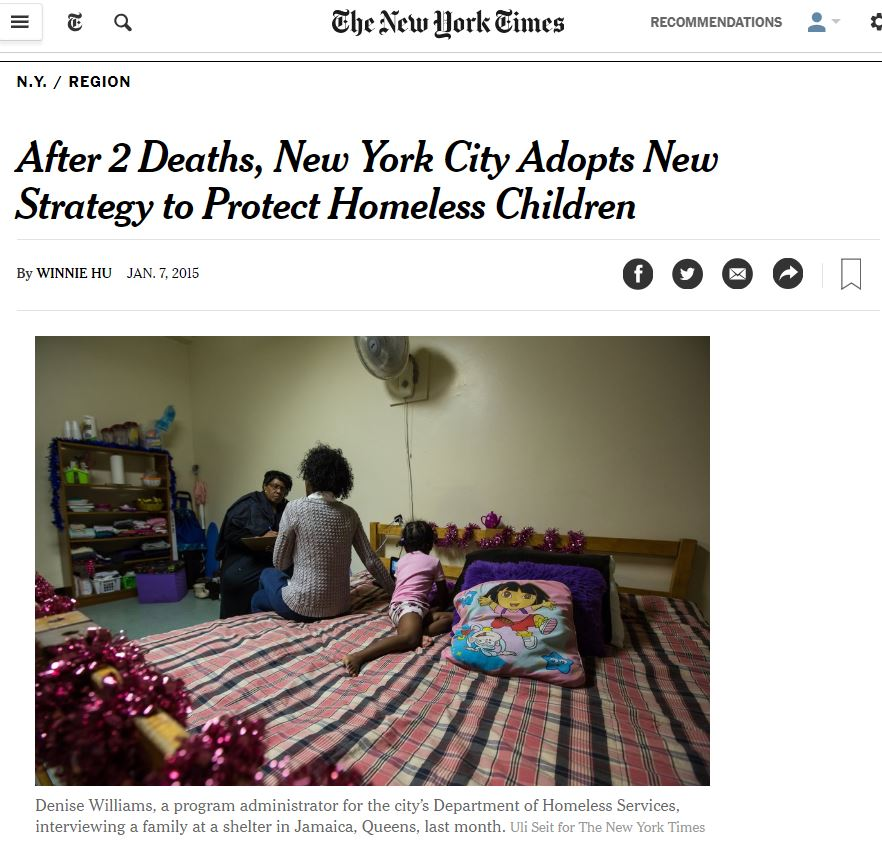 The New York Times
RECOMMENDATIONS
N.Y. / REGION
After 2 Deaths, New York City Adopts New
Strategy to Protect Homeless Children
By WINNIE HU JAN. 7, 2015
Denise Williams, a program administrator for the city's Department of Homeless Services,
interviewing a family at a shelter in Jamaica, Queens, last month. Uli Seit for The New York Times